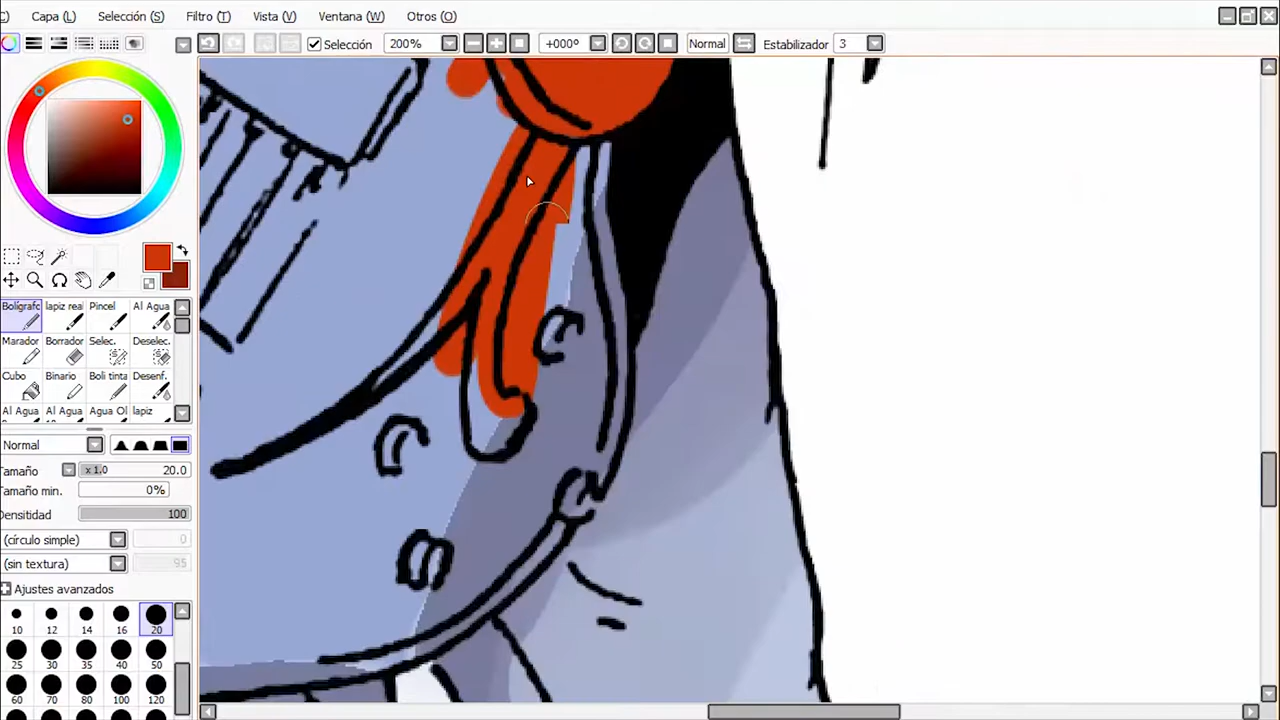 Capa (L) Selección (S) Filtro (T) Vista (V) Ventana (W) Otros (O)
Selección 200% +000° Normal Estabilizador 3
Bolígrafo lapiz real Pincel Al Agua
Marador Borrador Selec. Deselec.
Cubo Binario Boli tinta Desenf.
Al Agua Al Agua Agua Ol lapiz
Normal
Tamaño x 1.0 20.0
Tamaño min. 0%
Densitidad 100
(círculo simple) 0
(sin textura) 95
Ajustes avanzados
10 12 14 16 20
25 30 35 40 50
60 70 80 100 120